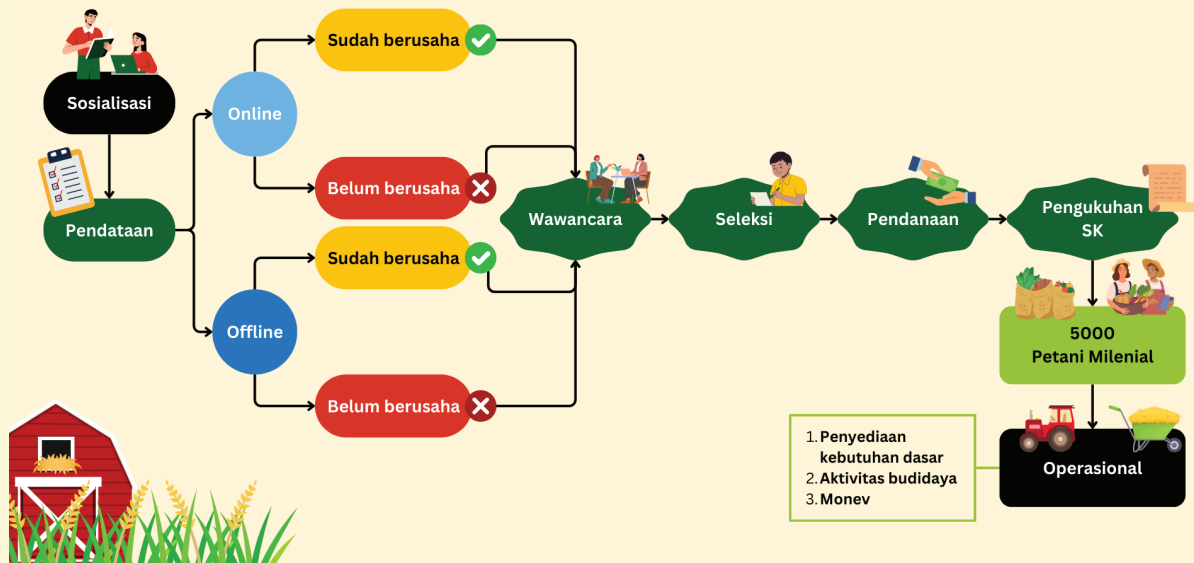 Sosialisasi
Pendataan
Online
Sudah berusaha
Belum berusaha
Offline
Sudah berusaha
Belum berusaha
Wawancara
Seleksi
Pendanaan
Pengukuhan
SK
5000
Petani Milenial
Operasional
1. Penyediaan
kebutuhan dasar
2. Aktivitas budidaya
3. Monev